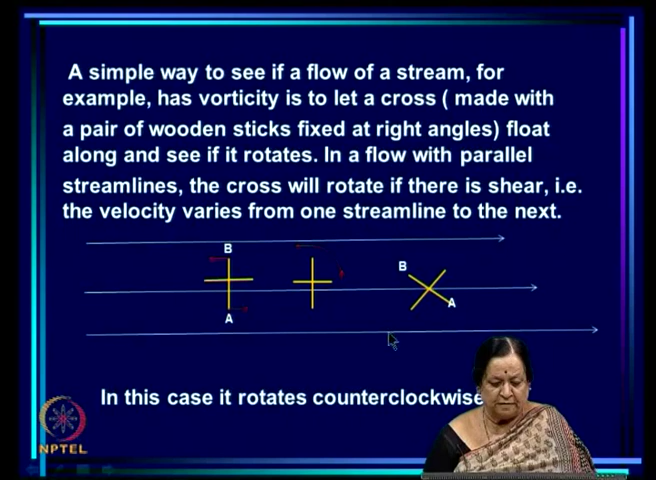 A simple way to see if a flow of a stream, for
example, has vorticity is to let a cross ( made with
a pair of wooden sticks fixed at right angles) float
along and see if it rotates. In a flow with parallel
streamlines, the cross will rotate if there is shear, i.e.
the velocity varies from one streamline to the next.
B
B
A
A
In this case it rotates counterclockwise
NPTEL